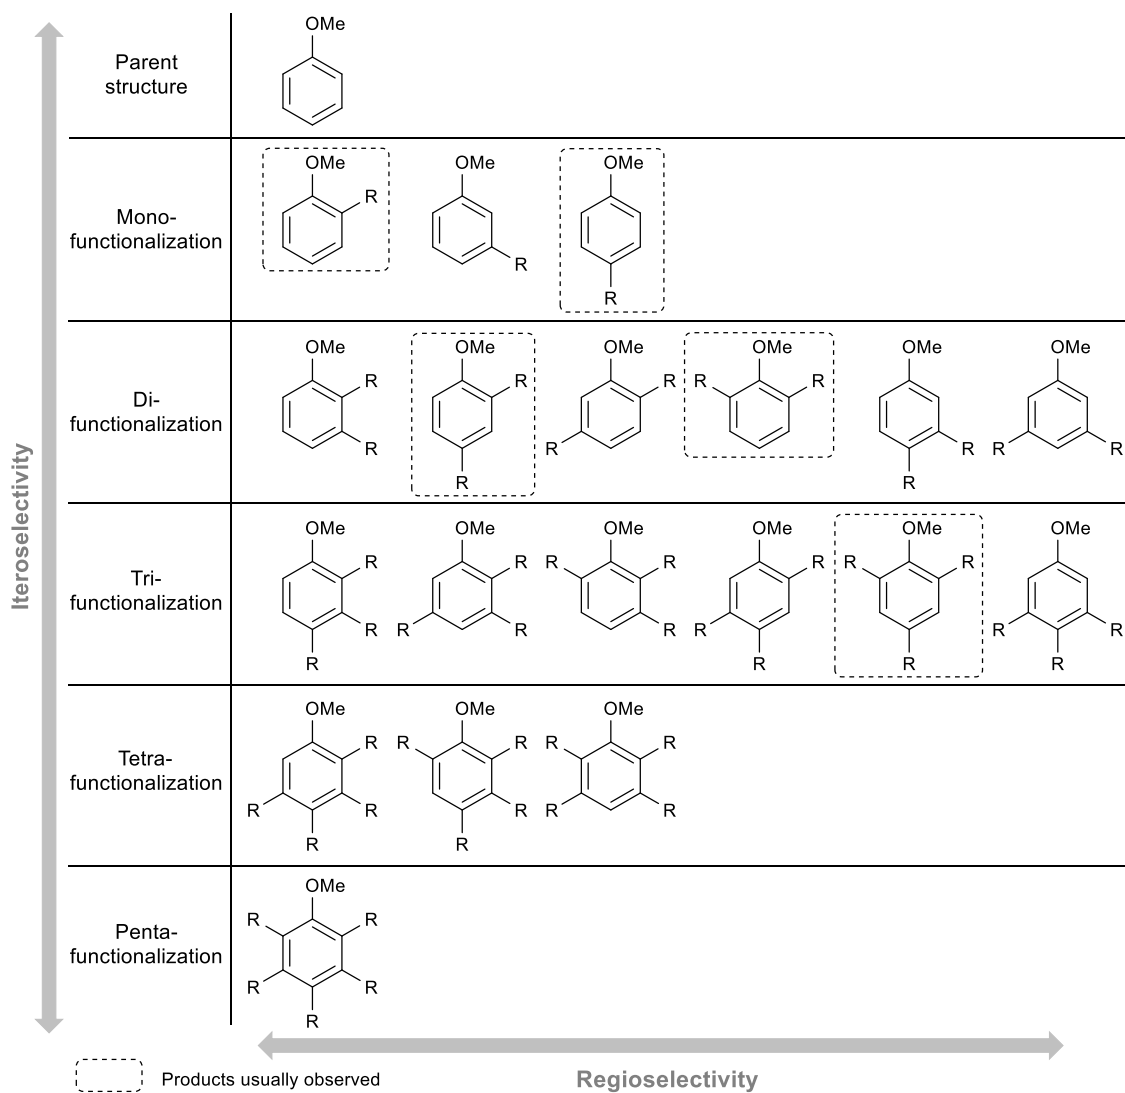 OMe
Parent
structure
OMe OMe OMe
R
Mono-
functionalization
R
R
OMe OMe OMe OMe OMe OMe
R R R R R
Di-
functionalization
R R R R R
R R
Iteroselectivity
OMe OMe OMe OMe OMe OMe
R R R R R R R
Tri-
functionalization
R R R R R R R
R R R R
OMe OMe OMe
R R R R R
Tetra-
functionalization
R R R R R
R R
OMe
R R
Penta-
functionalization
R R
R
Products usually observed
Regioselectivity